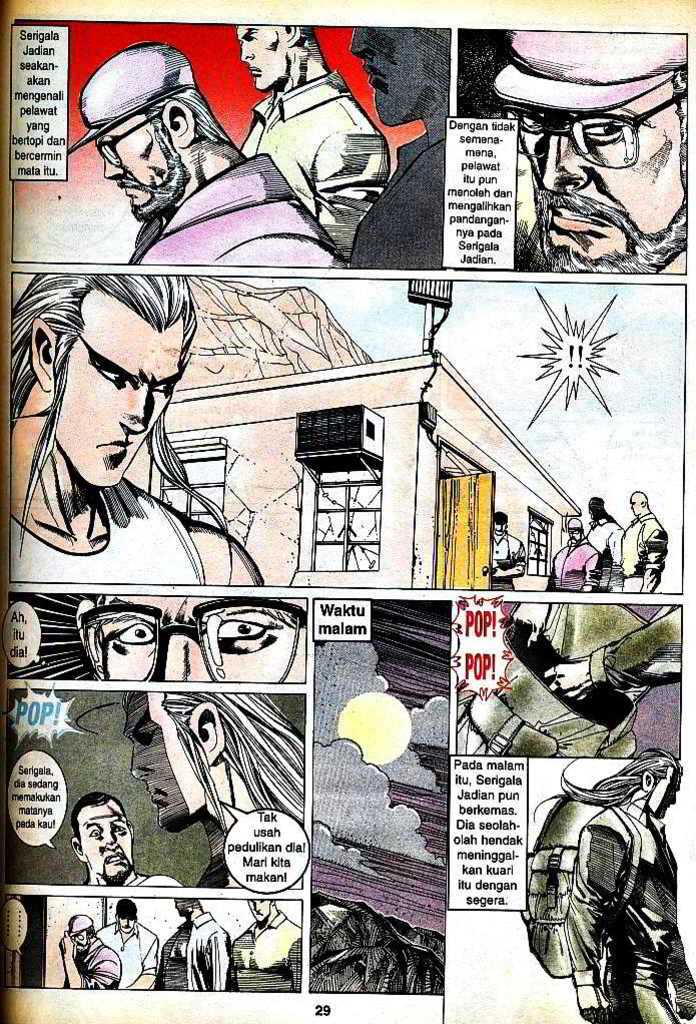 Serigala
Jadian
seakan-
akan
mengenali
pelawat
yang
bertopi dan
bercermin
mata itu.
Dengan tidak
semena-
mena,
pelawat
itu pun
menoleh dan
mengalihkan
pandangan-
nya pada
Serigala
Jadian.
!!
Ah,
itu
dia!
POP!
Serigala,
dia sedang
memakukan
matanya
pada kau!
Tak
usah
pedulikan dia!
Mari kita
makan!
Waktu
malam
POP!
POP!
Pada malam
itu, Serigala
Jadian pun
berkemas.
Dia seolah-
olah hendak
meninggal-
kan kuari
itu dengan
segera.
29